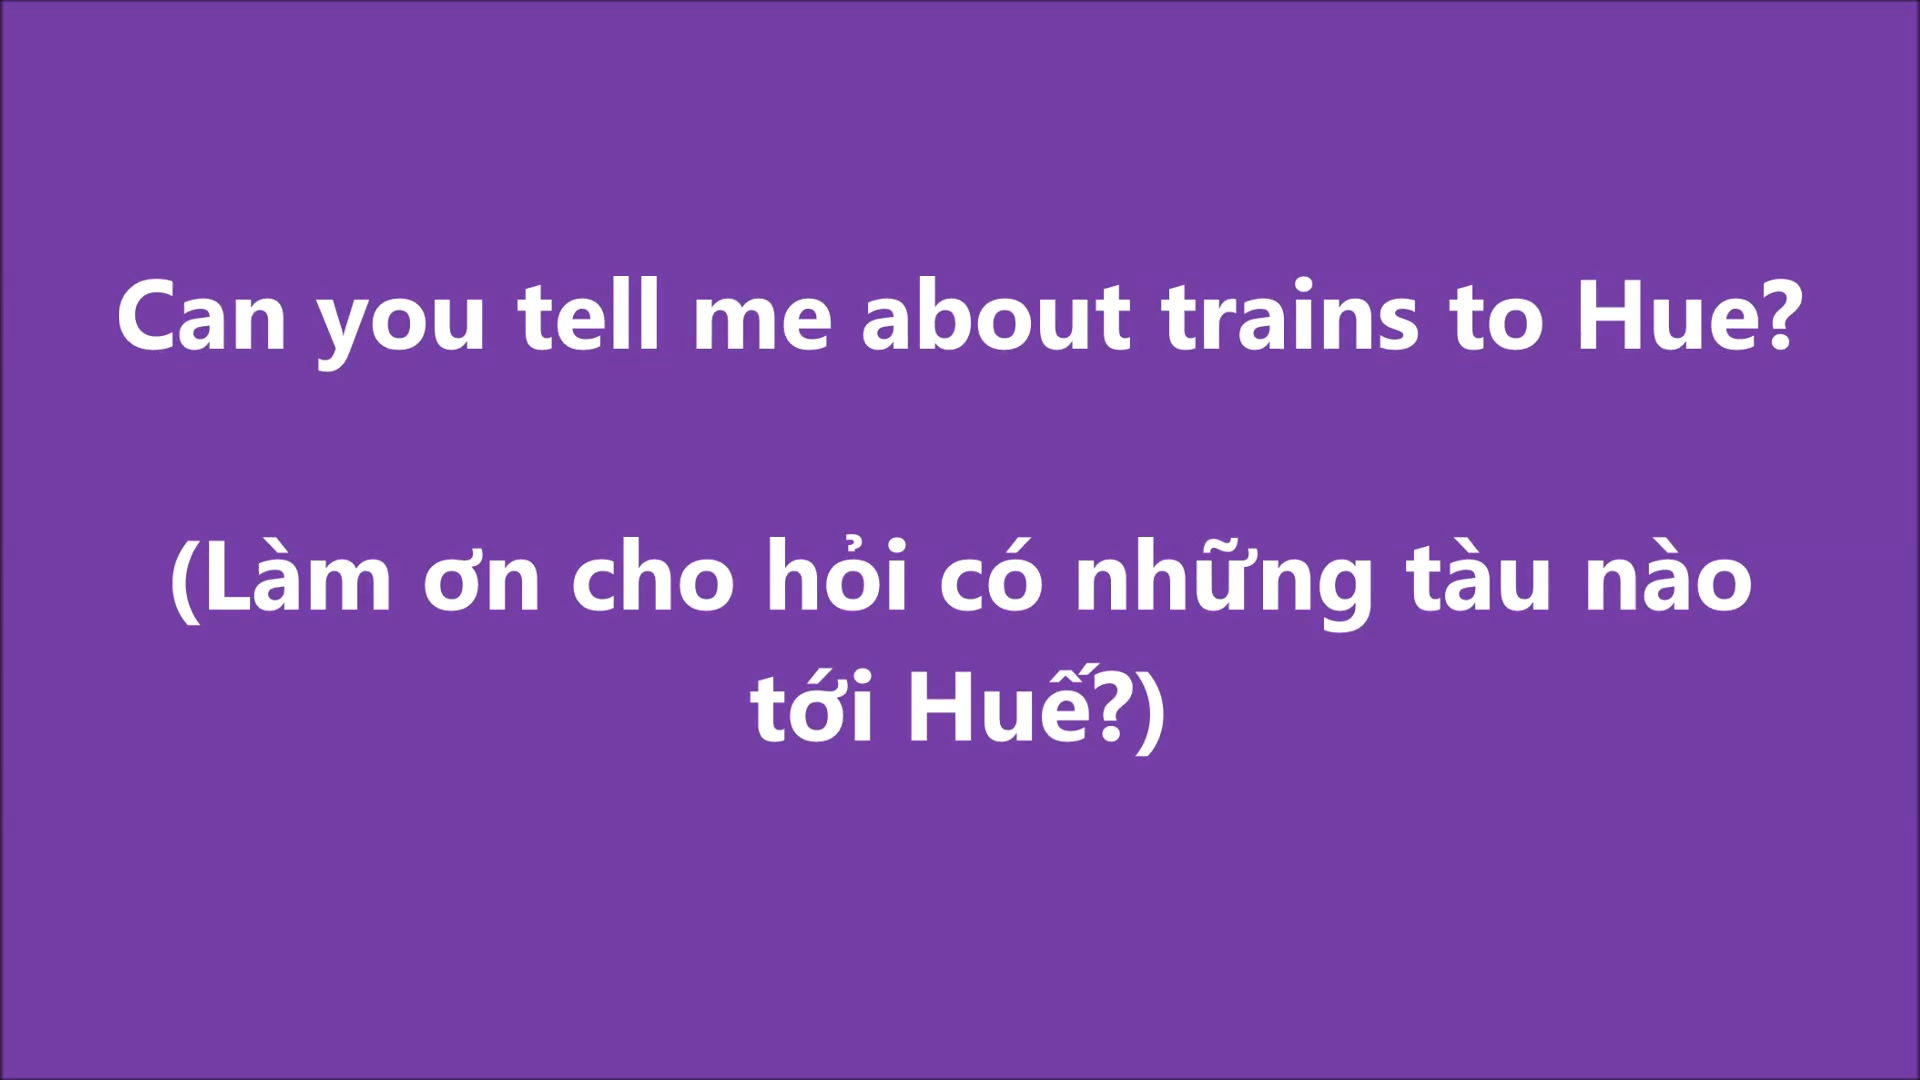 Can you tell me about trains to Hue?
(Làm ơn cho hỏi có những tàu nào
tới Huế?)